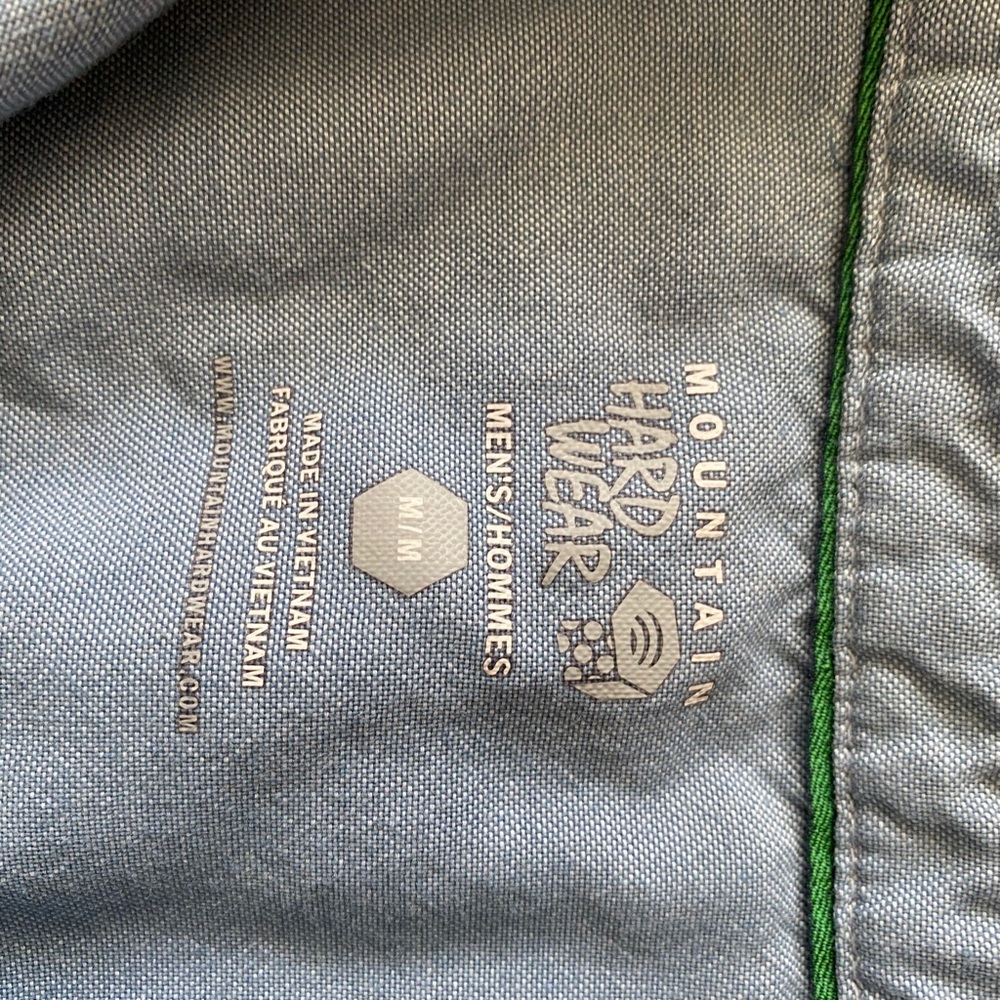 MOUNTAIN
HARD
WEAR
MEN'S/HOMMES
M/M
MADE IN VIETNAM
FABRIQUÉ AU VIETNAM
WWW.MOUNTAINHARDWEAR.COM